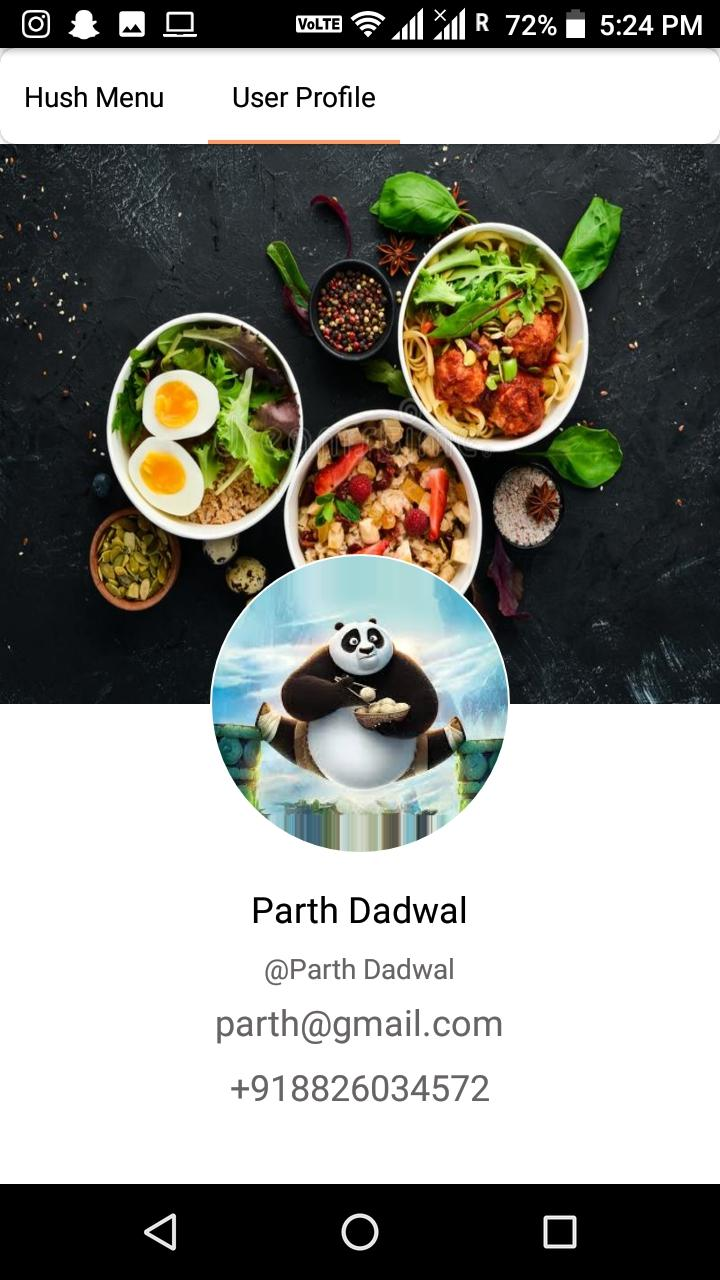 VoLTE R 72% 5:24 PM
Hush Menu User Profile
Parth Dadwal
@Parth Dadwal
parth@gmail.com
+918826034572